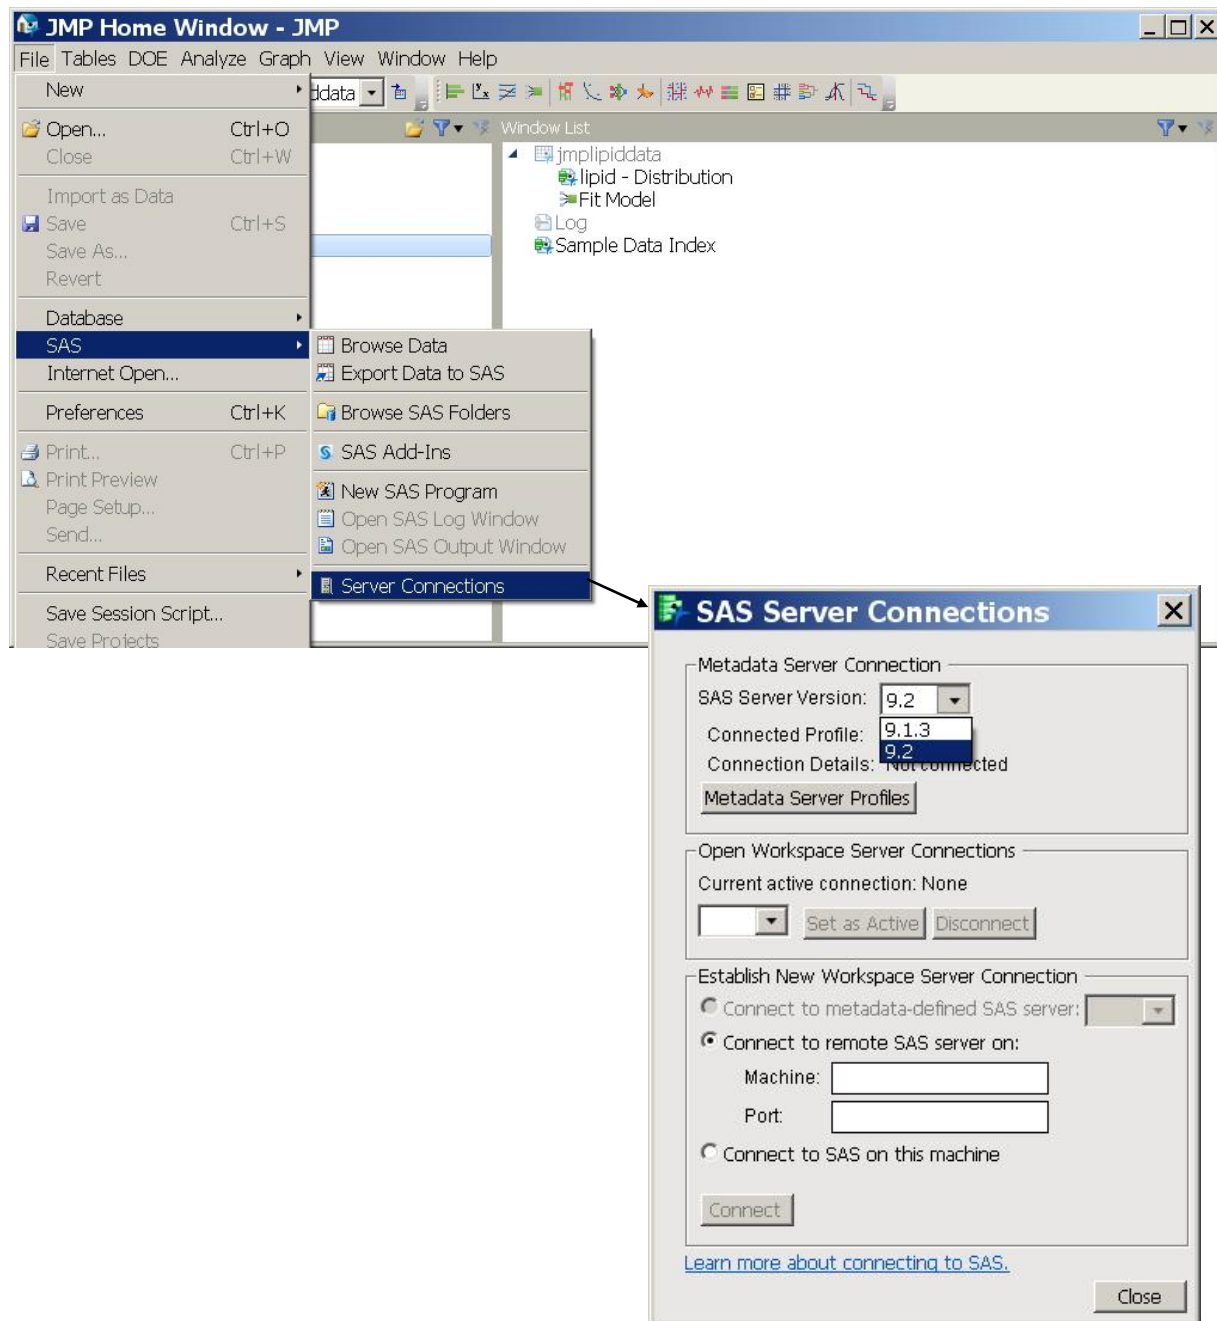 JMP Home Window - JMP
File Tables DOE Analyze Graph View Window Help
New
ddata
Open... Ctrl+O
Close Ctrl+W
Import as Data
Save Ctrl+S
Save As...
Revert
Database
SAS
Internet Open...
Preferences Ctrl+K
Print... Ctrl+P
Print Preview
Page Setup...
Send...
Recent Files
Save Session Script...
Save Projects
Window List
jmplipiddata
lipid - Distribution
Fit Model
Log
Sample Data Index
Browse Data
Export Data to SAS
Browse SAS Folders
SAS Add-Ins
New SAS Program
Open SAS Log Window
Open SAS Output Window
Server Connections
SAS Server Connections
Metadata Server Connection
SAS Server Version: 9.2
9.1.3
Connected Profile:
9.2
Connection Details: Not connected
Metadata Server Profiles
Open Workspace Server Connections
Current active connection: None
Set as Active Disconnect
Establish New Workspace Server Connection
Connect to metadata-defined SAS server:
Connect to remote SAS server on:
Machine:
Port:
Connect to SAS on this machine
Connect
Learn more about connecting to SAS.
Close